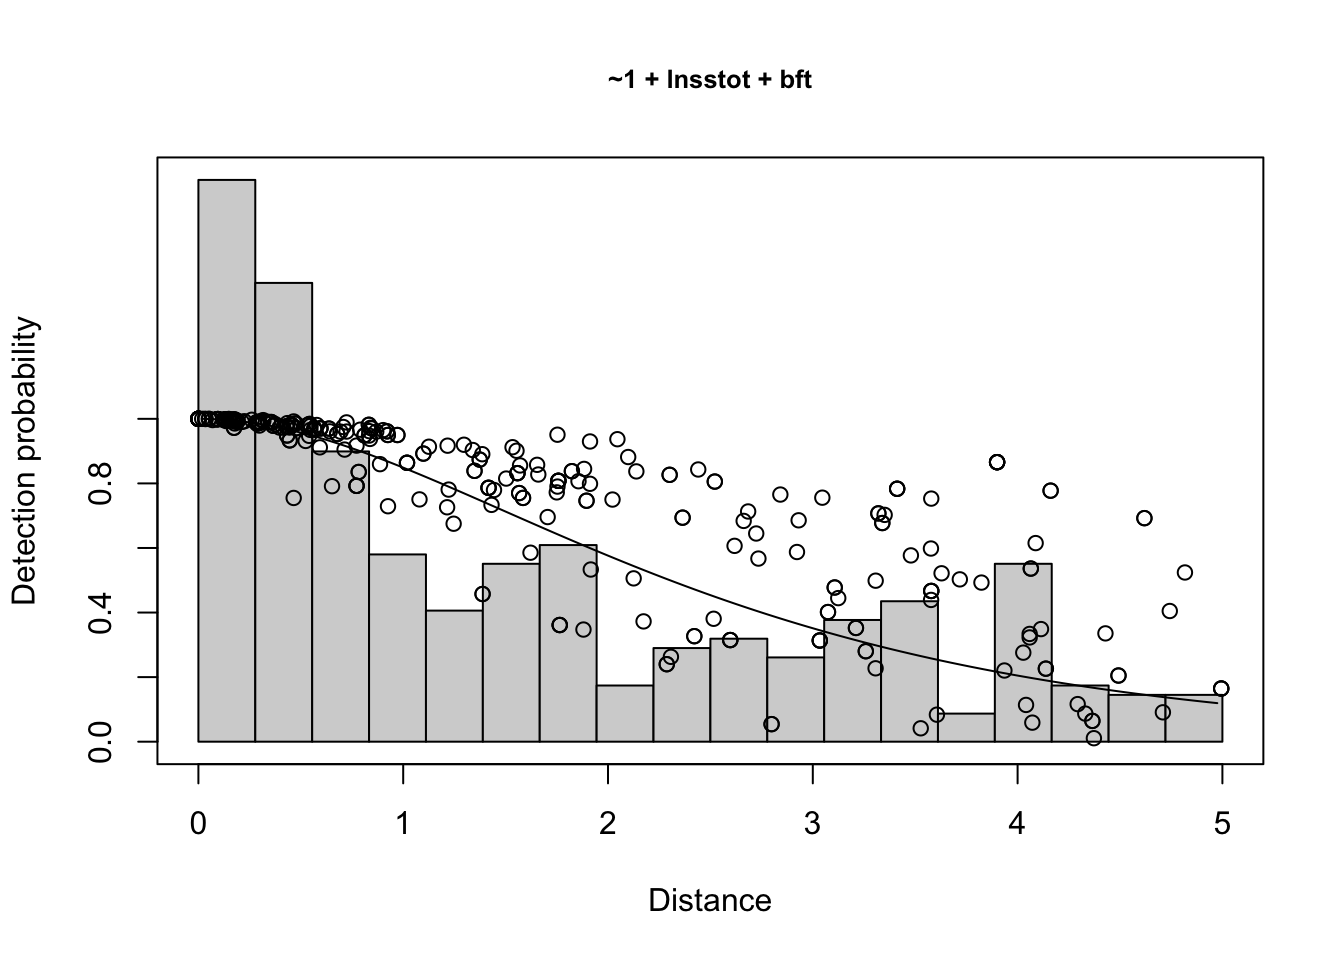 ~1 + lnsstot + bft
Detection probability
0.8
0.4
0.0
0 1 2 3 4 5
Distance